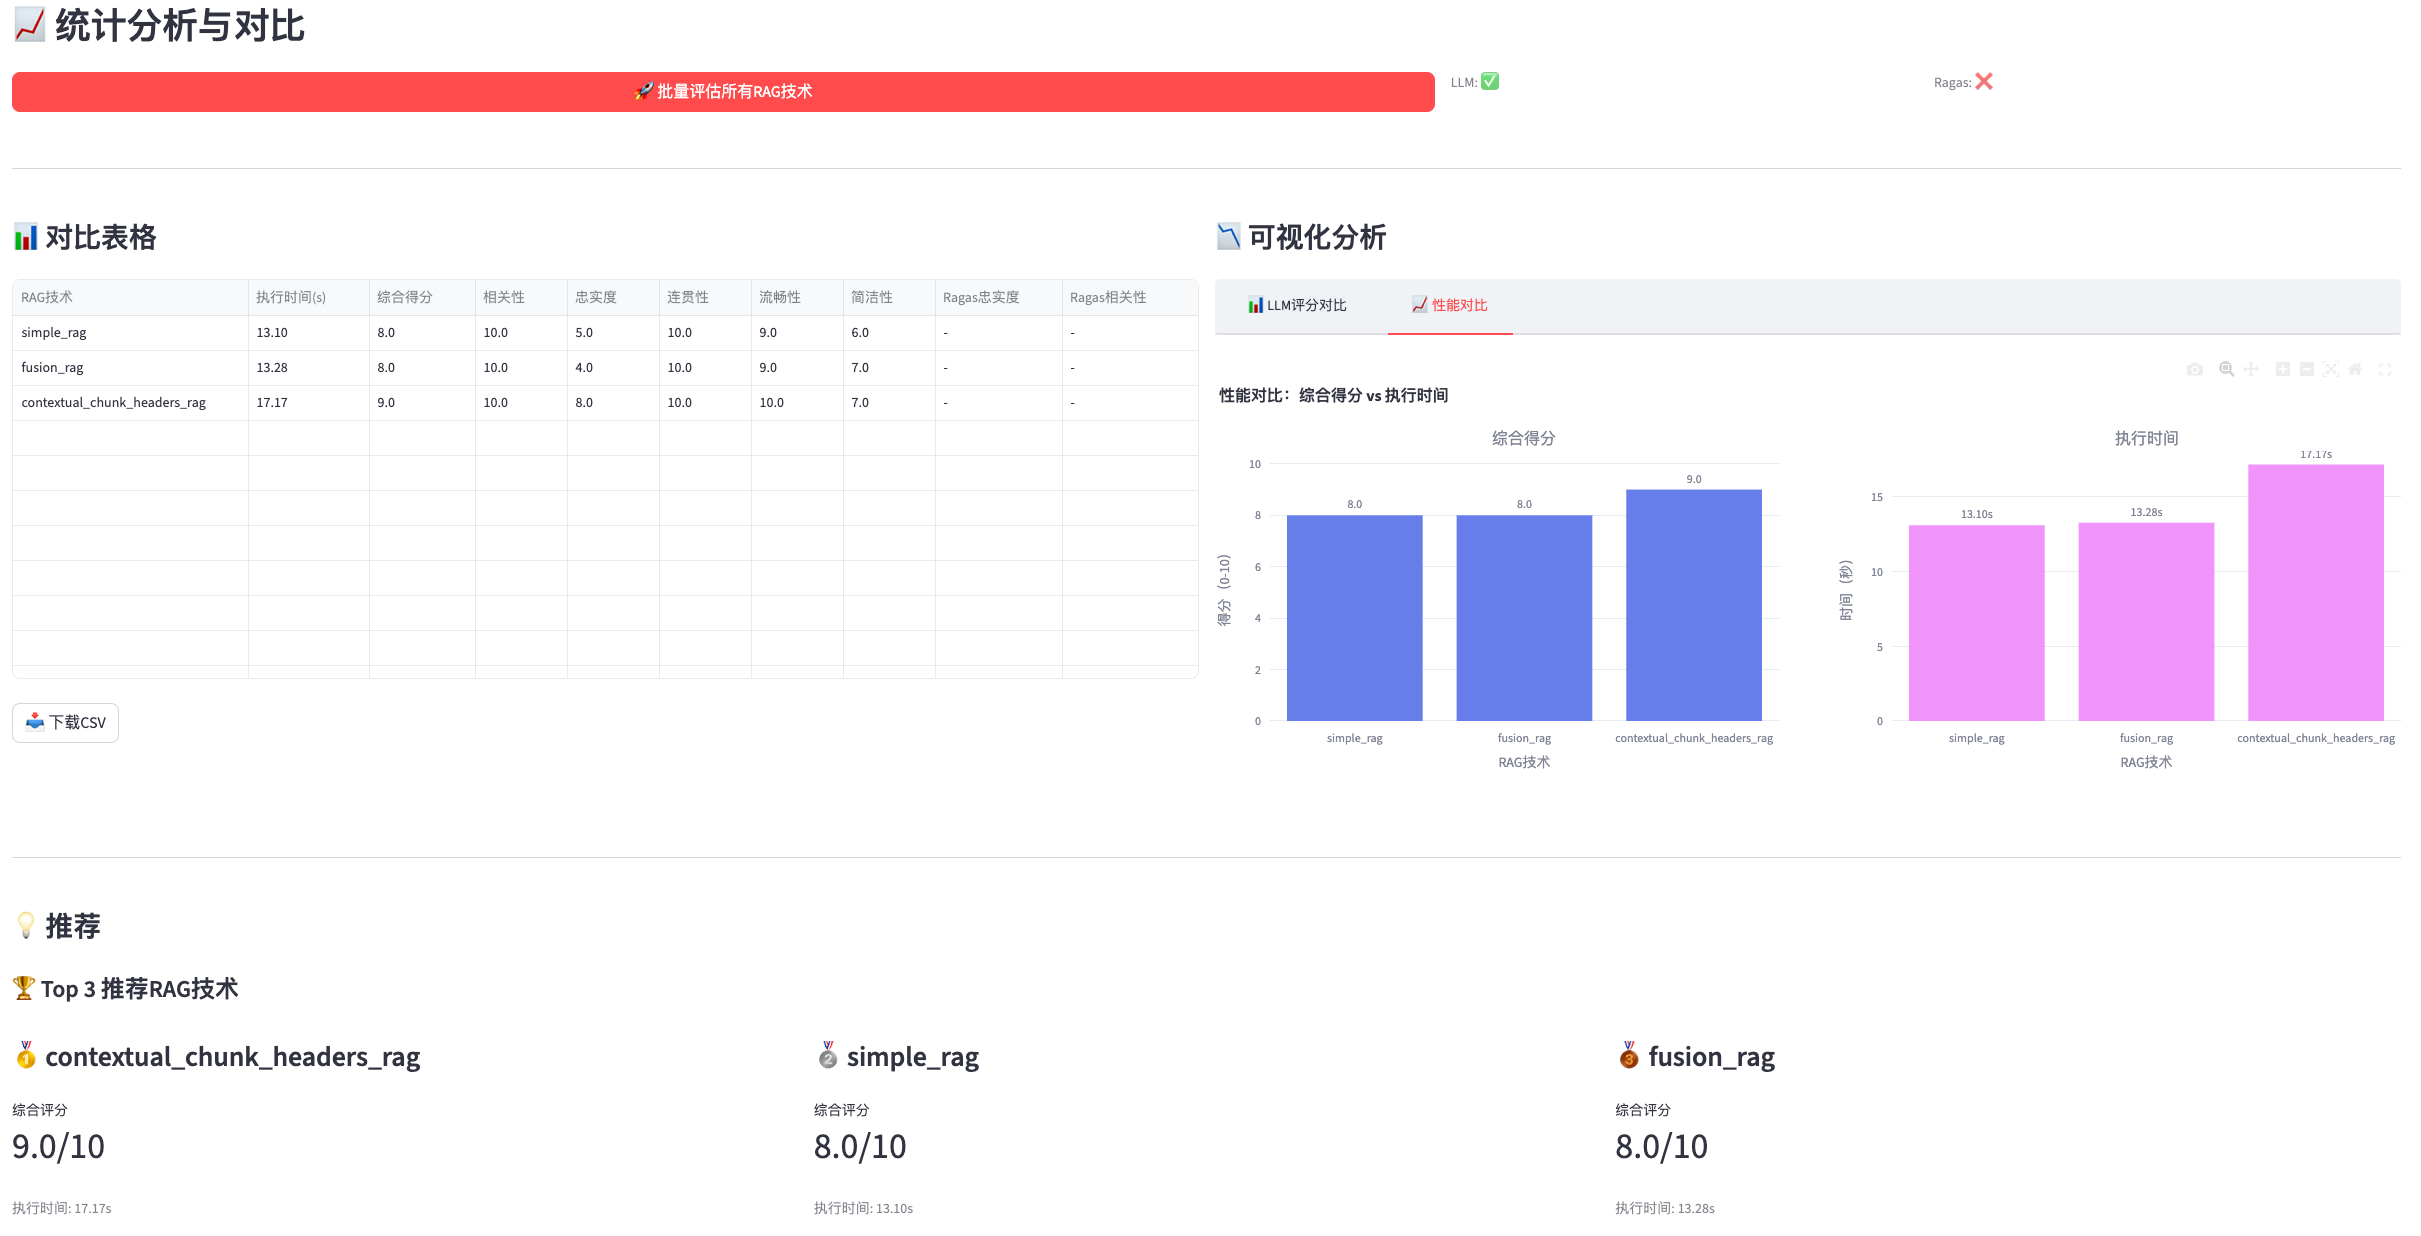 📈 统计分析与对比
🚀 批量评估所有RAG技术
LLM: ✅
Ragas: ❌
📊 对比表格
RAG技术 执行时间(s) 综合得分 相关性 忠实度 连贯性 流畅性 简洁性 Ragas忠实度 Ragas相关性
simple_rag 13.10 8.0 10.0 5.0 10.0 9.0 6.0 - -
fusion_rag 13.28 8.0 10.0 4.0 10.0 9.0 7.0 - -
contextual_chunk_headers_rag 17.17 9.0 10.0 8.0 10.0 10.0 7.0 - -
📥 下载CSV
📉 可视化分析
📊 LLM评分对比
📈 性能对比
性能对比：综合得分 vs 执行时间
综合得分
得分（0-10）
10
8
6
4
2
0
8.0
8.0
9.0
simple_rag
fusion_rag
contextual_chunk_headers_rag
RAG技术
执行时间
时间（秒）
15
10
5
0
13.10s
13.28s
17.17s
simple_rag
fusion_rag
contextual_chunk_headers_rag
RAG技术
💡 推荐
🏆 Top 3 推荐RAG技术
🥇 contextual_chunk_headers_rag
综合评分
9.0/10
执行时间: 17.17s
🥈 simple_rag
综合评分
8.0/10
执行时间: 13.10s
🥉 fusion_rag
综合评分
8.0/10
执行时间: 13.28s